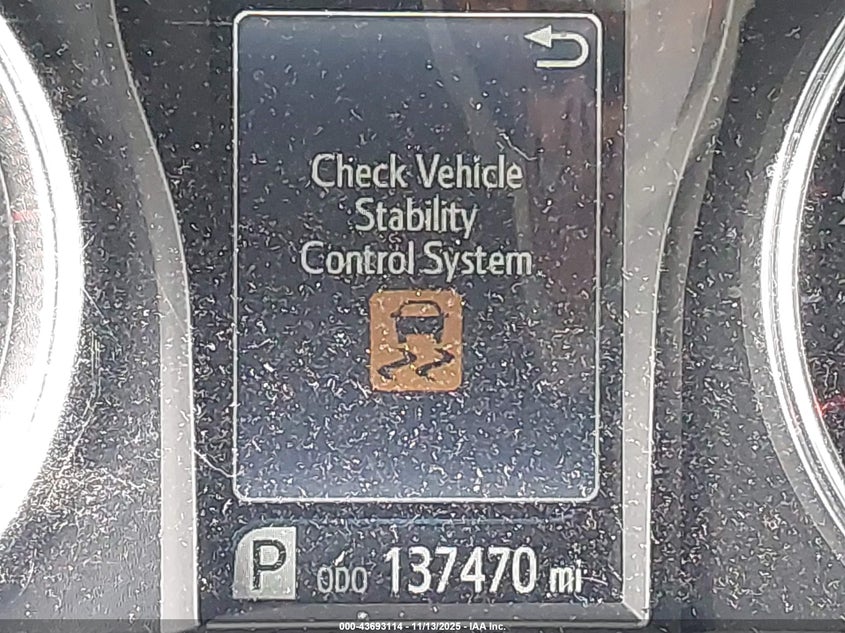 Check Vehicle
Stability
Control System
P ODO 137470 mi
000-43693114 - 11/13/2025 - IAA Inc.